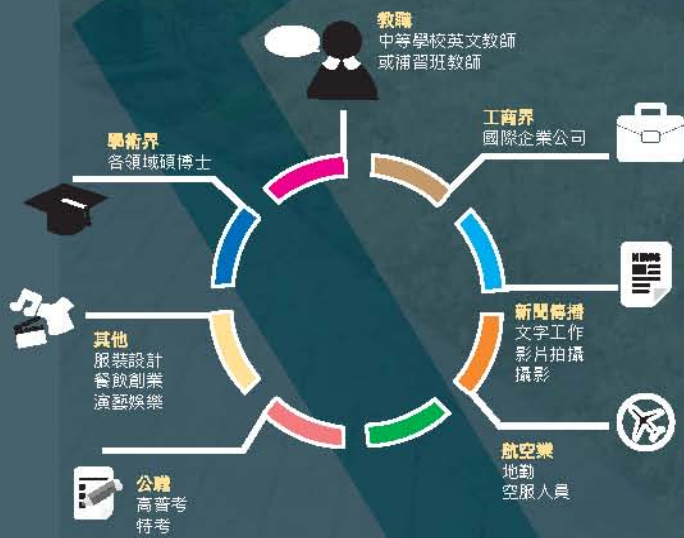 教職
中等學校英文教師
或補習班教師
工商界
國際企業公司
學術界
各領域碩博士
NEWS
新聞傳播
文字工作
影片拍攝
攝影
其他
服裝設計
餐飲創業
演藝娛樂
航空業
地勤
空服人員
公職
高普考
特考